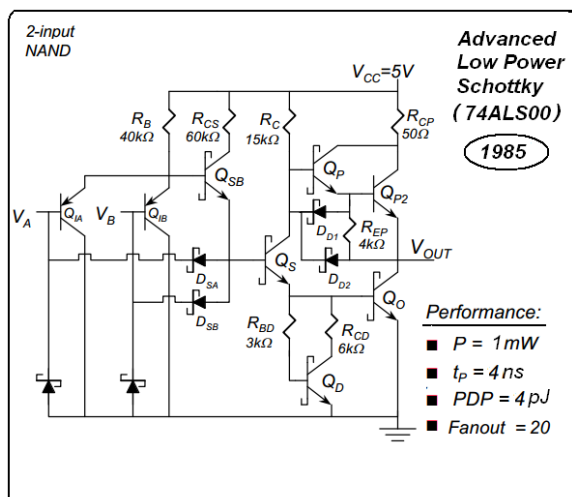 2-input
NAND
Advanced
Low Power
Schottky
(74ALS00)
1985
VCC=5V
RB
40kΩ
RCS
60kΩ
RC
15kΩ
RCP
50Ω
QP
QSB
QP2
VA
QIA
VB
QIB
DD1
REP
4kΩ
VOUT
DSA
QS
DD2
DSB
QO
RBD
3kΩ
RCD
6kΩ
QD
Performance:
P = 1mW
tP = 4ns
PDP = 4pJ
Fanout = 20